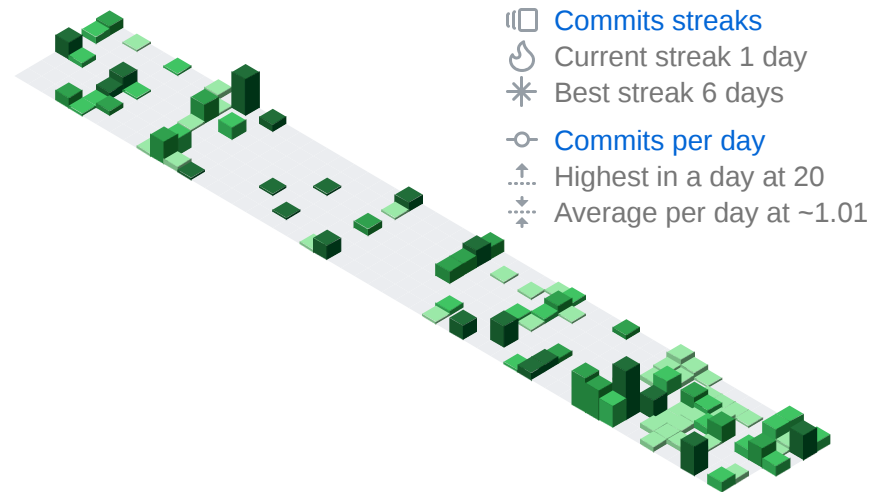 Commits streaks
Current streak 1 day
Best streak 6 days
Commits per day
Highest in a day at 20
Average per day at ~1.01